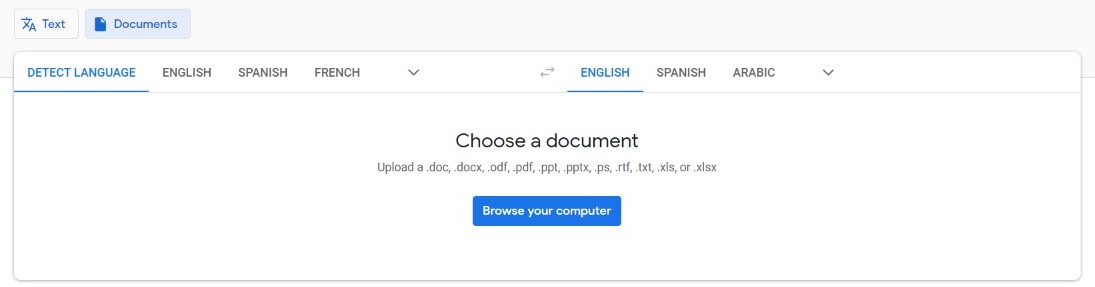 Text Documents
DETECT LANGUAGE ENGLISH SPANISH FRENCH ENGLISH SPANISH ARABIC
Choose a document
Upload a .doc, .docx, .odf, .pdf, .ppt, .pptx, .ps, .rtf, .txt, .xls, or .xlsx
Browse your computer